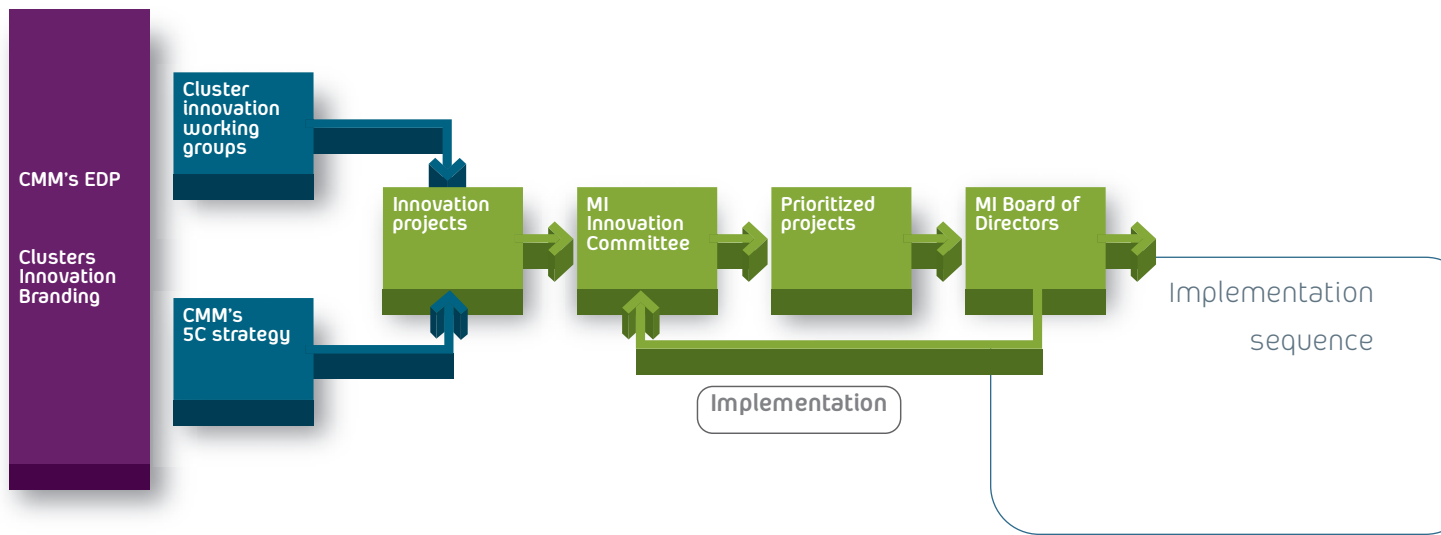 CMM's EDP
Clusters
Innovation
Branding
Cluster
innovation
working
groups
CMM's
5C strategy
Innovation
projects
MI
Innovation
Committee
Prioritized
projects
MI Board of
Directors
Implementation
sequence
Implementation